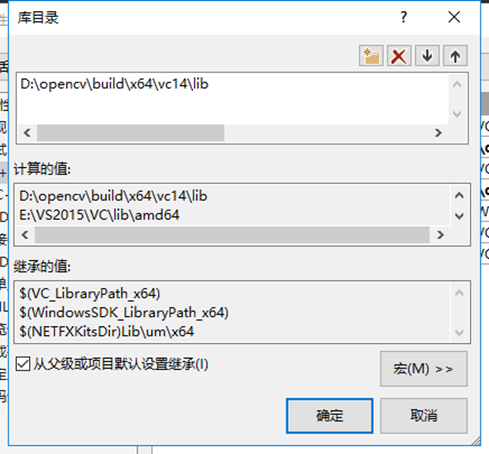 库目录
D:\opencv\build\x64\vc14\lib
计算的值:
D:\opencv\build\x64\vc14\lib
E:\VS2015\VC\lib\amd64
继承的值:
$(VC_LibraryPath_x64)
$(WindowsSDK_LibraryPath_x64)
$(NETFXKitsDir)Lib\um\x64
从父级或项目默认设置继承(I)
宏(M) >>
确定
取消